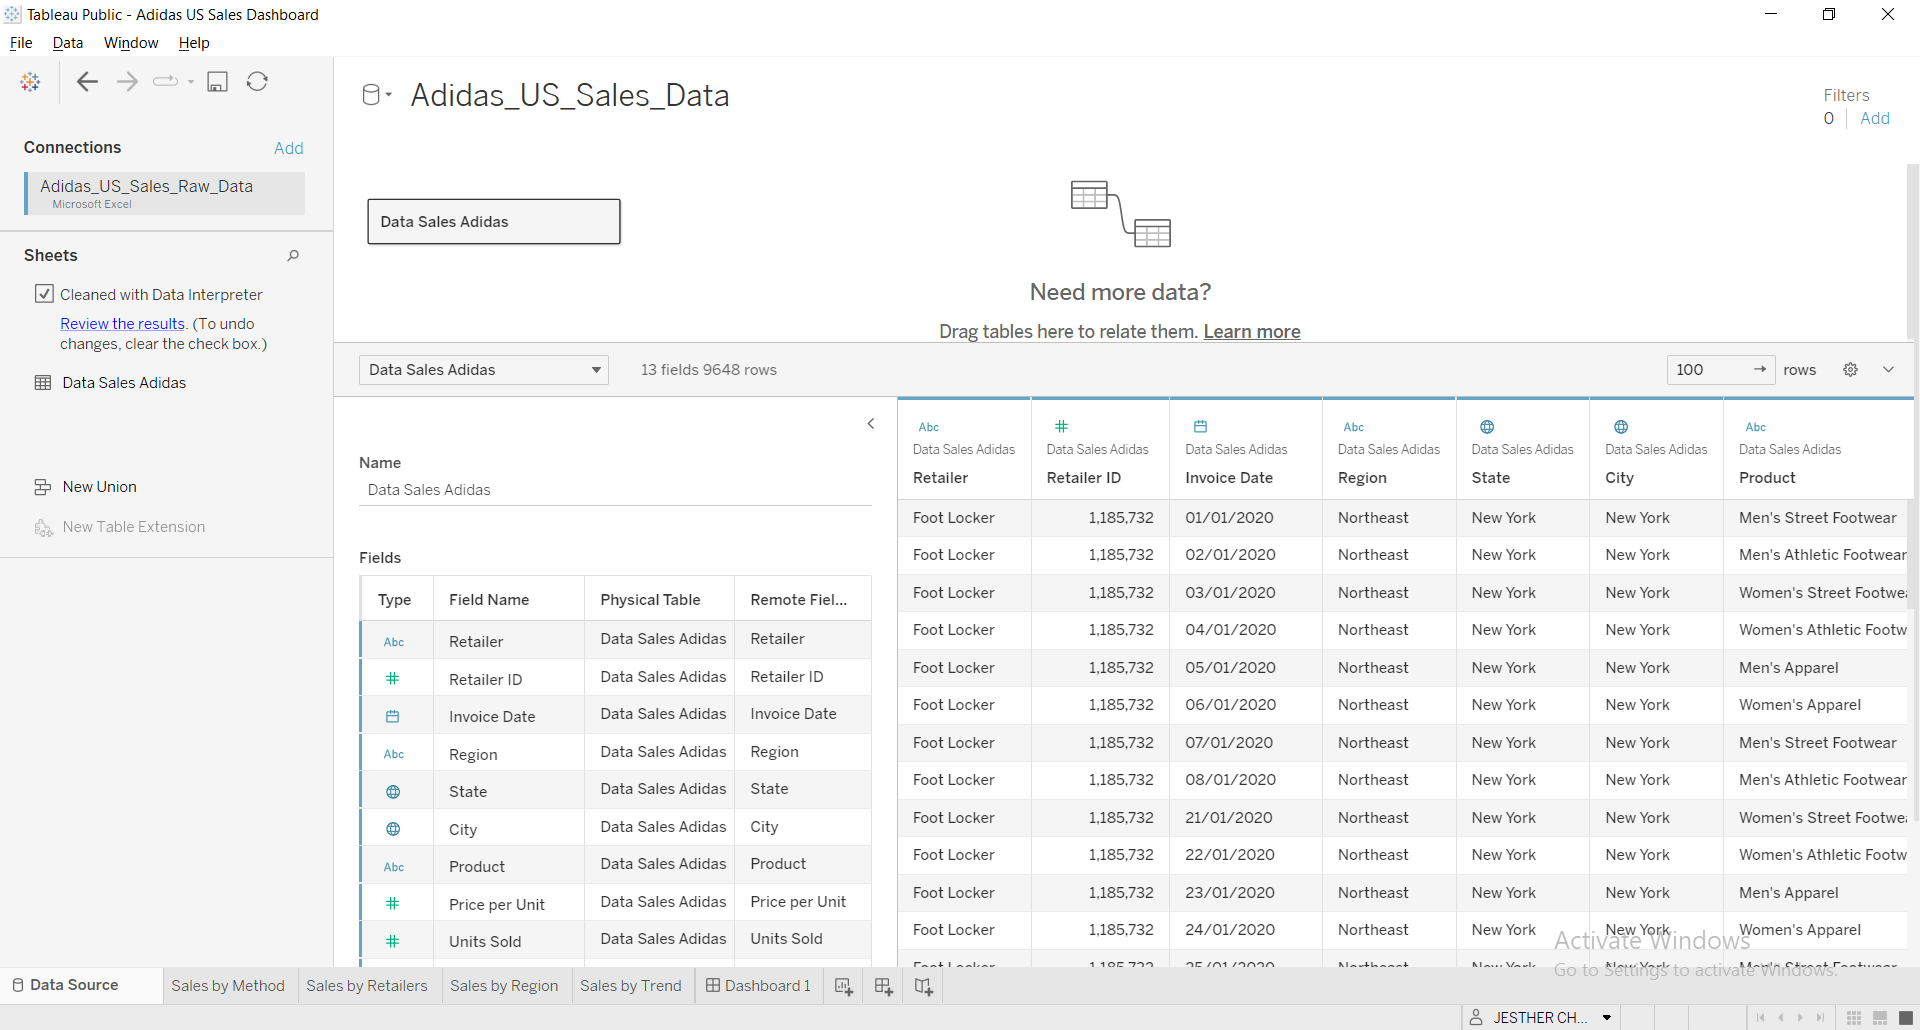 Tableau Public - Adidas US Sales Dashboard
File Data Window Help
Connections Add
Adidas_US_Sales_Raw_Data
Microsoft Excel
Sheets
Cleaned with Data Interpreter
Review the results. (To undo
changes, clear the check box.)
Data Sales Adidas
New Union
New Table Extension
Adidas_US_Sales_Data
Filters
0 Add
Data Sales Adidas
Need more data?
Drag tables here to relate them. Learn more
Data Sales Adidas 13 fields 9648 rows 100 rows
Name
Data Sales Adidas
Fields
Type Field Name Physical Table Remote Fiel...
Abc Retailer Data Sales Adidas Retailer
# Retailer ID Data Sales Adidas Retailer ID
Invoice Date Data Sales Adidas Invoice Date
Abc Region Data Sales Adidas Region
State Data Sales Adidas State
City Data Sales Adidas City
Abc Product Data Sales Adidas Product
# Price per Unit Data Sales Adidas Price per Unit
# Units Sold Data Sales Adidas Units Sold
Abc # Abc Abc
Data Sales Adidas Data Sales Adidas Data Sales Adidas Data Sales Adidas Data Sales Adidas Data Sales Adidas Data Sales Adidas
Retailer Retailer ID Invoice Date Region State City Product
Foot Locker 1,185,732 01/01/2020 Northeast New York New York Men's Street Footwear
Foot Locker 1,185,732 02/01/2020 Northeast New York New York Men's Athletic Footwear
Foot Locker 1,185,732 03/01/2020 Northeast New York New York Women's Street Footwe
Foot Locker 1,185,732 04/01/2020 Northeast New York New York Women's Athletic Footw
Foot Locker 1,185,732 05/01/2020 Northeast New York New York Men's Apparel
Foot Locker 1,185,732 06/01/2020 Northeast New York New York Women's Apparel
Foot Locker 1,185,732 07/01/2020 Northeast New York New York Men's Street Footwear
Foot Locker 1,185,732 08/01/2020 Northeast New York New York Men's Athletic Footwear
Foot Locker 1,185,732 21/01/2020 Northeast New York New York Women's Street Footwe
Foot Locker 1,185,732 22/01/2020 Northeast New York New York Women's Athletic Footw
Foot Locker 1,185,732 23/01/2020 Northeast New York New York Men's Apparel
Foot Locker 1,185,732 24/01/2020 Northeast New York New York Women's Apparel
Activate Windows
Go to Settings to activate Windows.
Data Source Sales by Method Sales by Retailers Sales by Region Sales by Trend Dashboard 1
JESTHER CH...